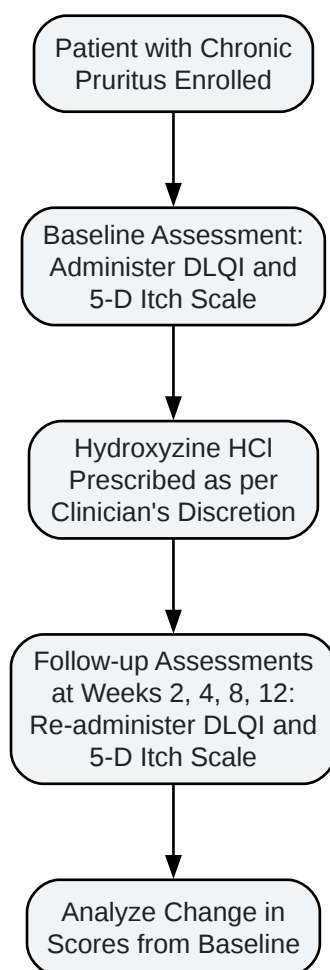 Patient with Chronic
Pruritus Enrolled
Baseline Assessment:
Administer DLQI and
5-D Itch Scale
Hydroxyzine HCl
Prescribed as per
Clinician's Discretion
Follow-up Assessments
at Weeks 2, 4, 8, 12:
Re-administer DLQI and
5-D Itch Scale
Analyze Change in
Scores from Baseline